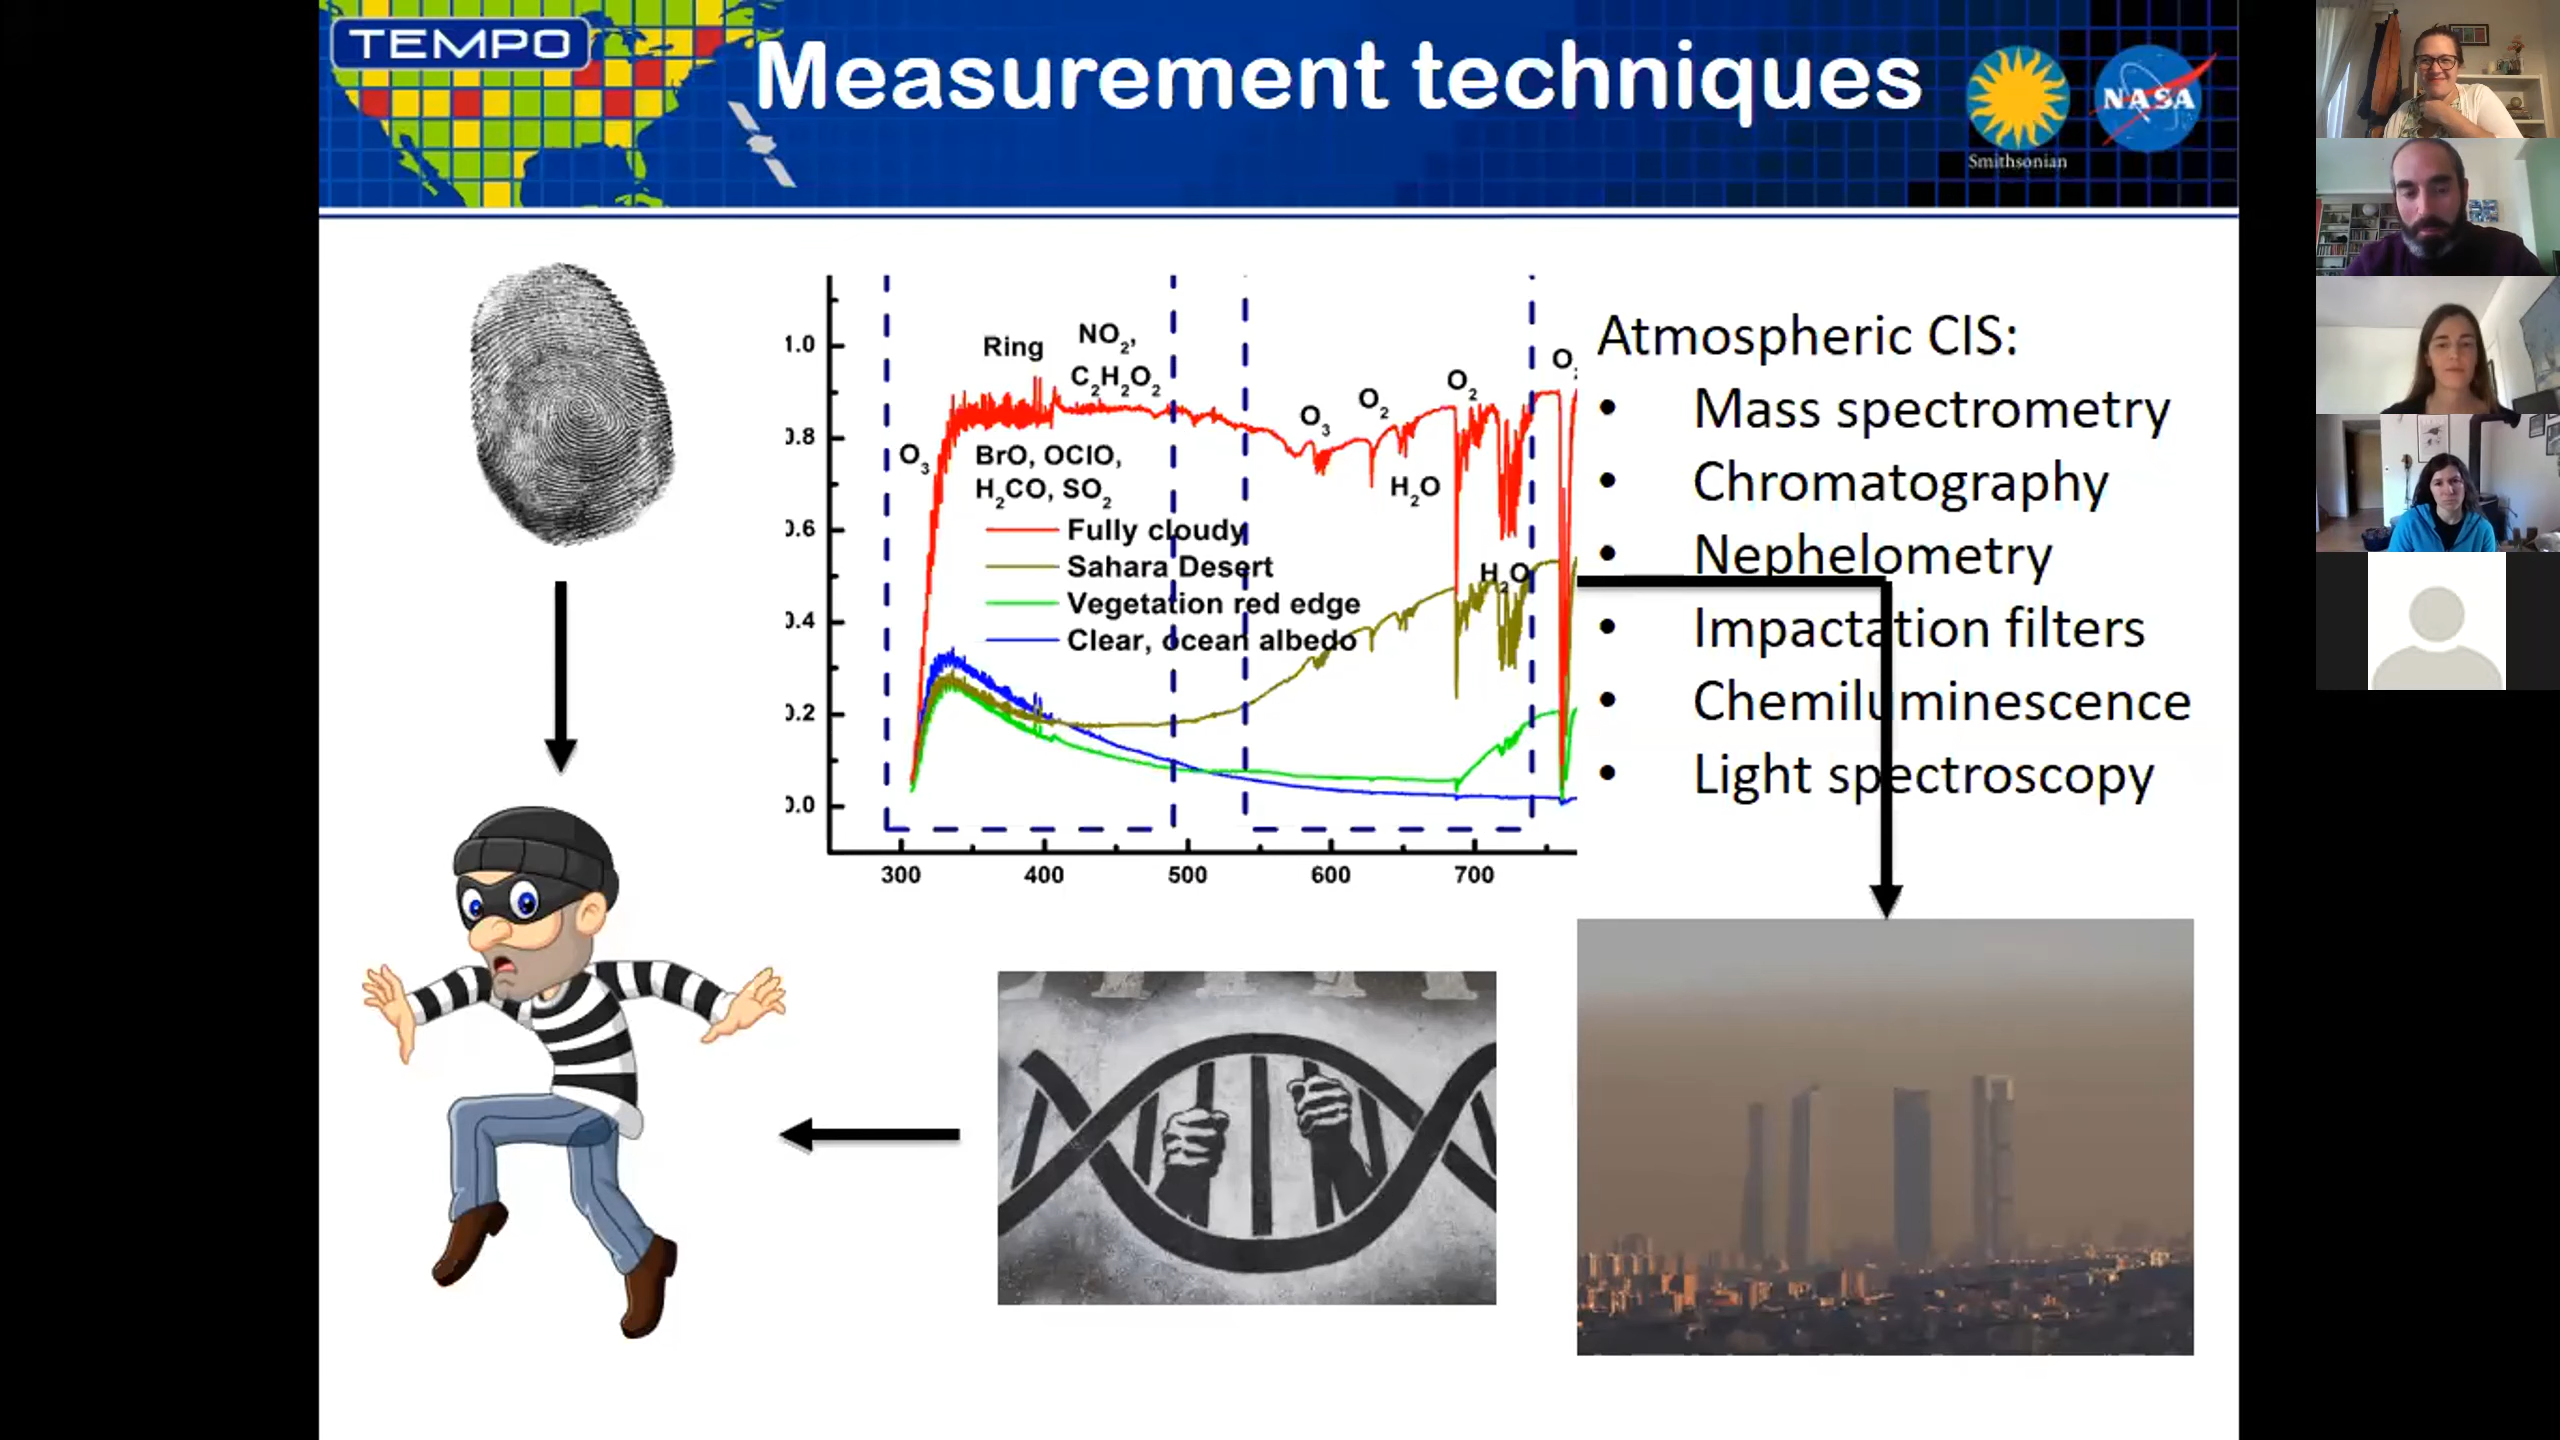 TEMPO
Measurement techniques
Smithsonian
NASA
1.0
0.8
0.6
0.4
0.2
0.0
300
400
500
600
700
Ring
NO₂,
C₂H₂O₂
O₃
BrO, OClO,
H₂CO, SO₂
O₃
O₂
H₂O
O₂
H₂O
Fully cloudy
Sahara Desert
Vegetation red edge
Clear, ocean albedo
Atmospheric CIS:
• Mass spectrometry
• Chromatography
• Nephelometry
• Impactation filters
• Chemiluminescence
• Light spectroscopy